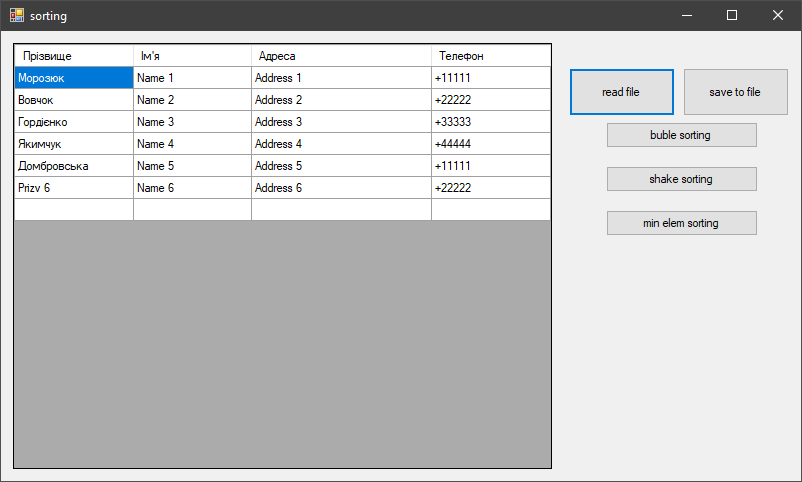 sorting
Прізвище Ім'я Адреса Телефон
Морозюк Name 1 Address 1 +11111
Вовчок Name 2 Address 2 +22222
Гордієнко Name 3 Address 3 +33333
Якимчук Name 4 Address 4 +44444
Домбровська Name 5 Address 5 +11111
Prizv 6 Name 6 Address 6 +22222
read file save to file
buble sorting
shake sorting
min elem sorting